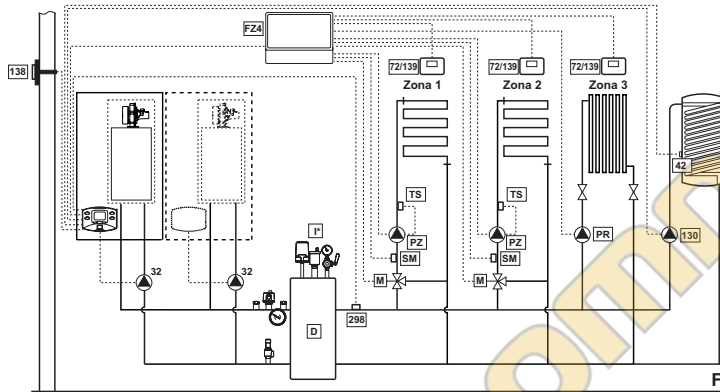 FZ4
138
72/139
72/139
72/139
Zona 1
Zona 2
Zona 3
42
TS
TS
I*
PZ
PZ
PR
130
SM
SM
32
32
M
M
298
D